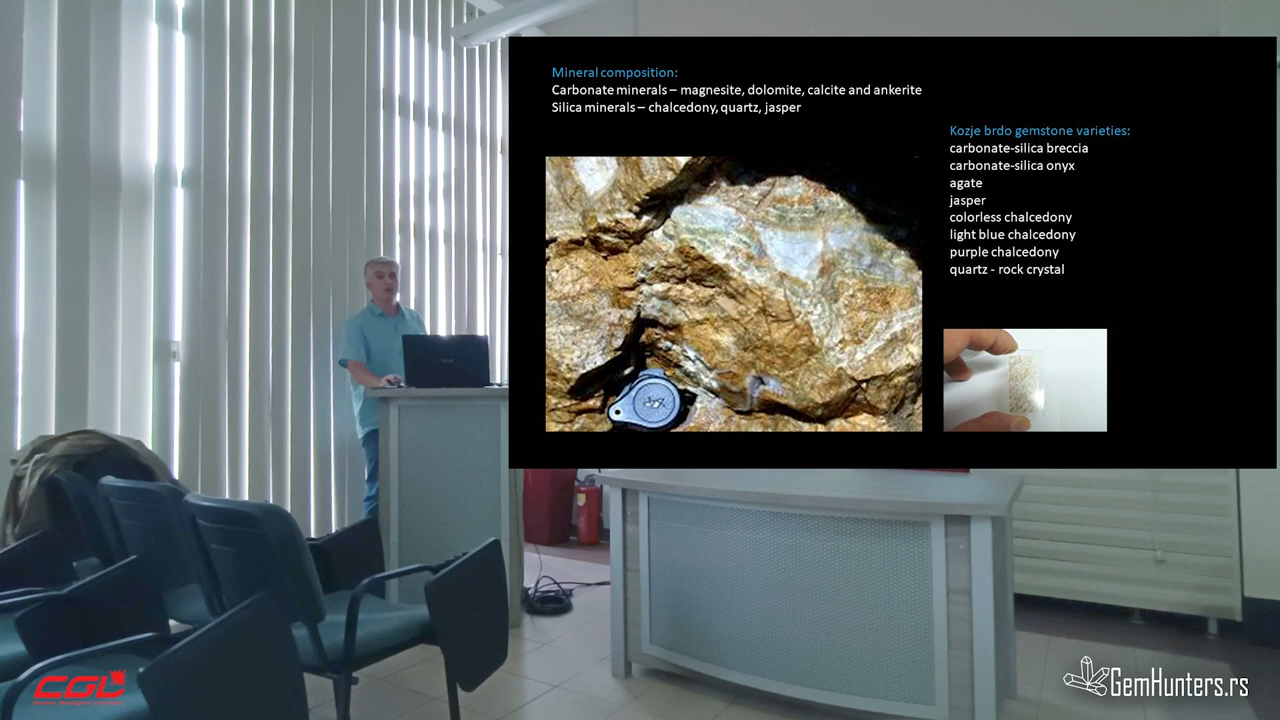 Mineral composition:
Carbonate minerals – magnesite, dolomite, calcite and ankerite
Silica minerals – chalcedony, quartz, jasper
Kozje brdo gemstone varieties:
carbonate-silica breccia
carbonate-silica onyx
agate
jasper
colorless chalcedony
light blue chalcedony
purple chalcedony
quartz - rock crystal
CGL
GemHunters.rs